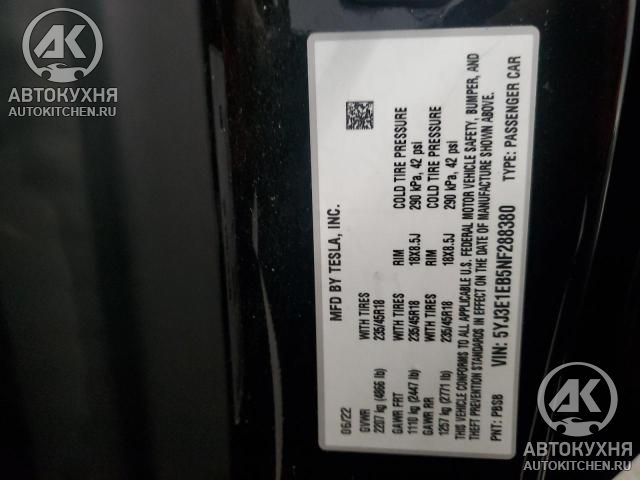 AK
АВТОКУХНЯ
AUTOKITCHEN.RU
MFD BY TESLA, INC.
06/22
GVWR WITH TIRES RIM COLD TIRE PRESSURE
2207 kg (4866 lb) 235/45R18 18X8.5J 290 kPa, 42 psi
GAWR FRT WITH TIRES RIM COLD TIRE PRESSURE
1110 kg (2447 lb) 235/45R18 18X8.5J 290 kPa, 42 psi
GAWR RR
1257 kg (2771 lb) 235/45R18
THIS VEHICLE CONFORMS TO ALL APPLICABLE U.S. FEDERAL MOTOR VEHICLE SAFETY, BUMPER, AND
THEFT PREVENTION STANDARDS IN EFFECT ON THE DATE OF MANUFACTURE SHOWN ABOVE.
VIN: 5YJ3E1EB5NF288380
PNT: PBSB TYPE: PASSENGER CAR
AK
АВТОКУХНЯ
AUTOKITCHEN.RU